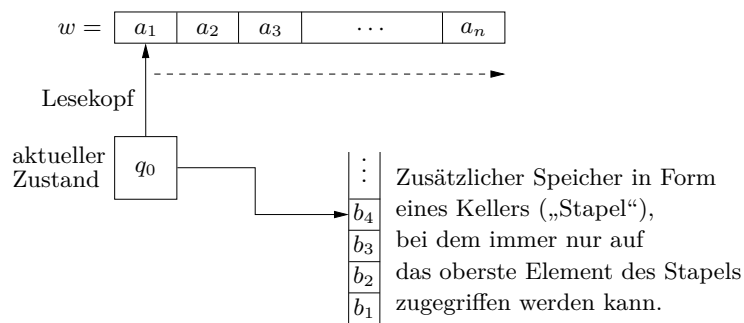 w = a₁ a₂ a₃ ⋯ aₙ
Lesekopf
aktueller
Zustand
q₀
⋮
b₄
b₃
b₂
b₁
Zusätzlicher Speicher in Form
eines Kellers („Stapel“),
bei dem immer nur auf
das oberste Element des Stapels
zugegriffen werden kann.